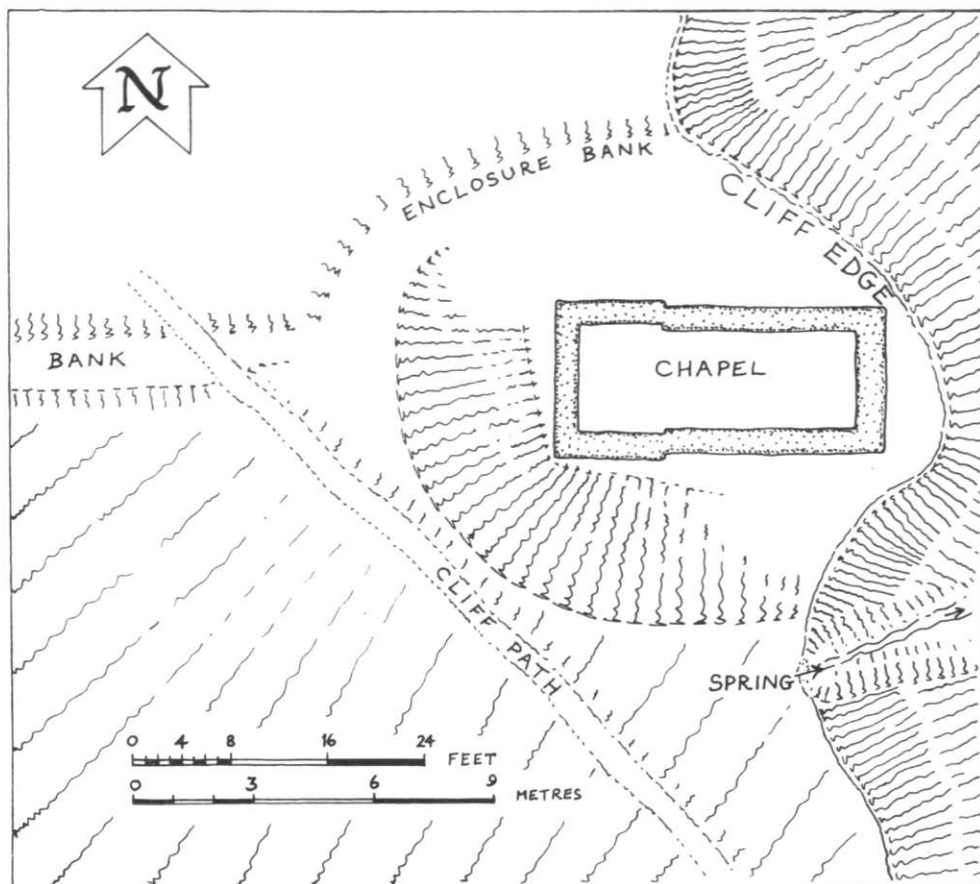 N
ENCLOSURE BANK
CLIFF EDGE
BANK
CHAPEL
CLIFF PATH
SPRING
0 4 8 16 24 FEET
0 3 6 9 METRES